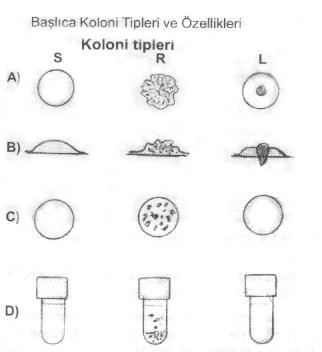 Başlıca Koloni Tipleri ve Özellikleri
Koloni tipleri
S R L
A)
B)
C)
D)